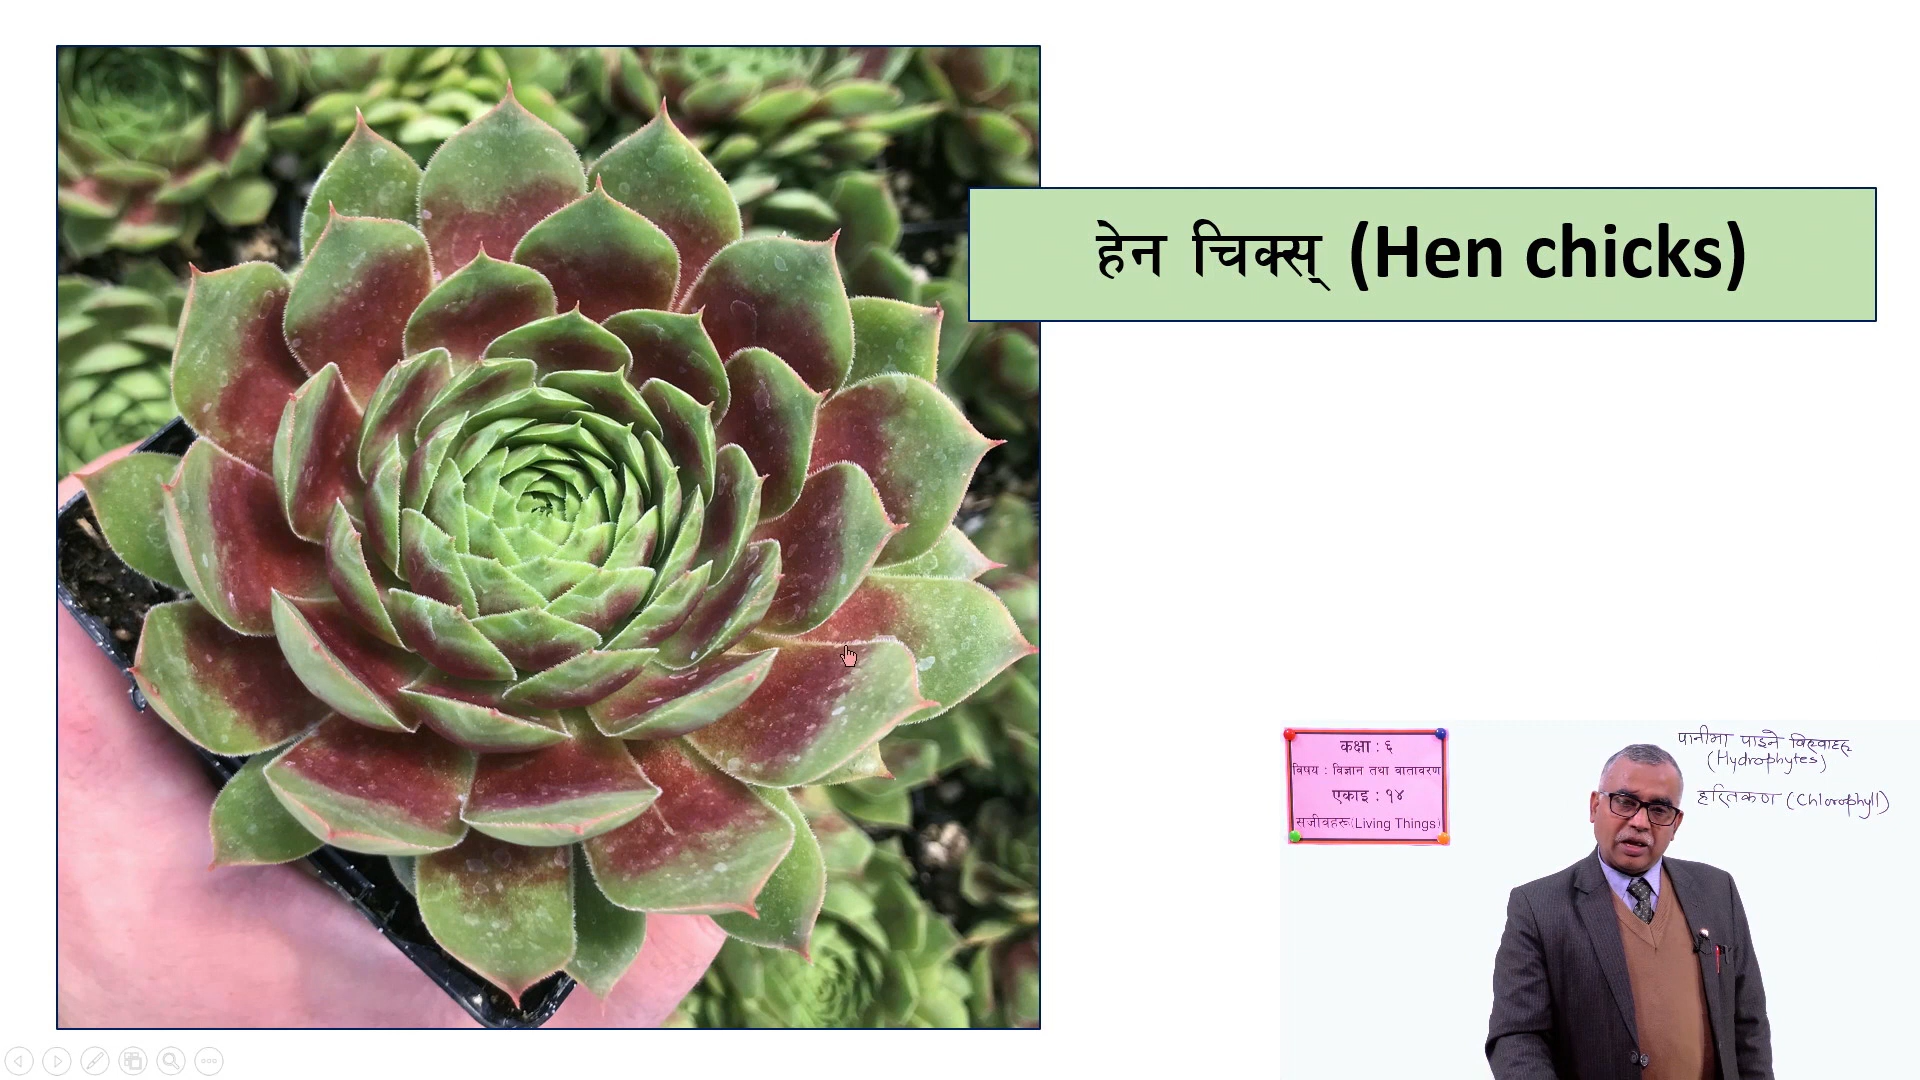 हेन चिक्स् (Hen chicks)
कक्षा : ६
विषय : विज्ञान तथा वातावरण
एकाइ : १४
सजीवहरू(Living Things)
पानीमा पाइने विरुवाहरू
(Hydrophytes)
हरितकण (Chlorophyll)